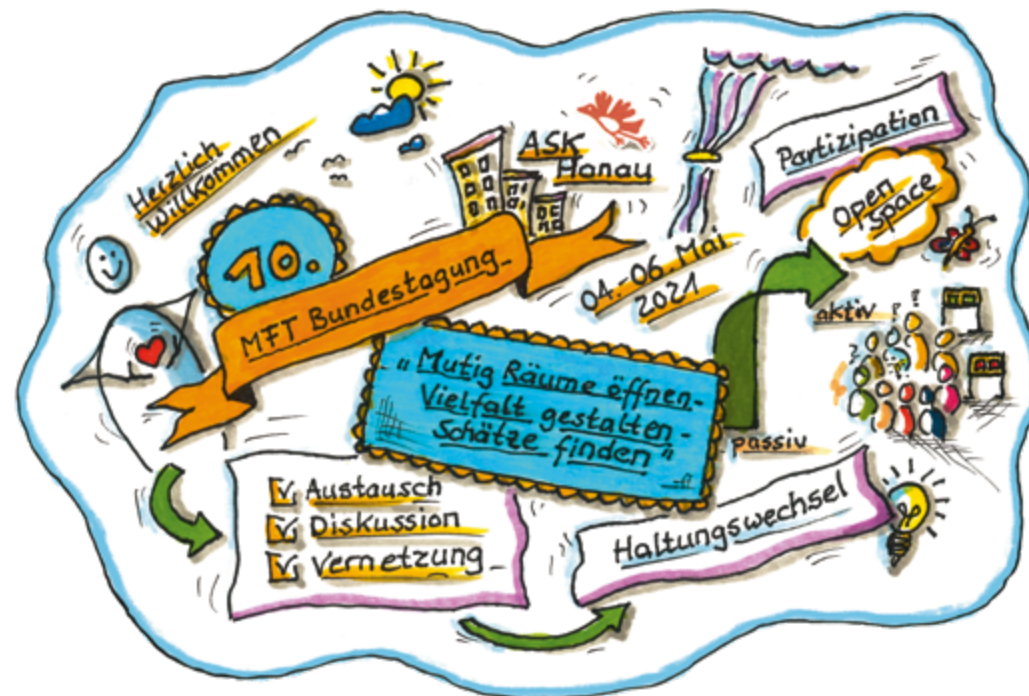 Herzlich
Willkommen
10.
MFT Bundestagung
ASK
Hanau
04.-06. Mai
2021
"Mutig Räume öffnen-
Vielfalt gestalten-
Schätze finden"
Austausch
Diskussion
Vernetzung
Haltungswechsel
passiv
aktiv
Open
Space
Partizipation